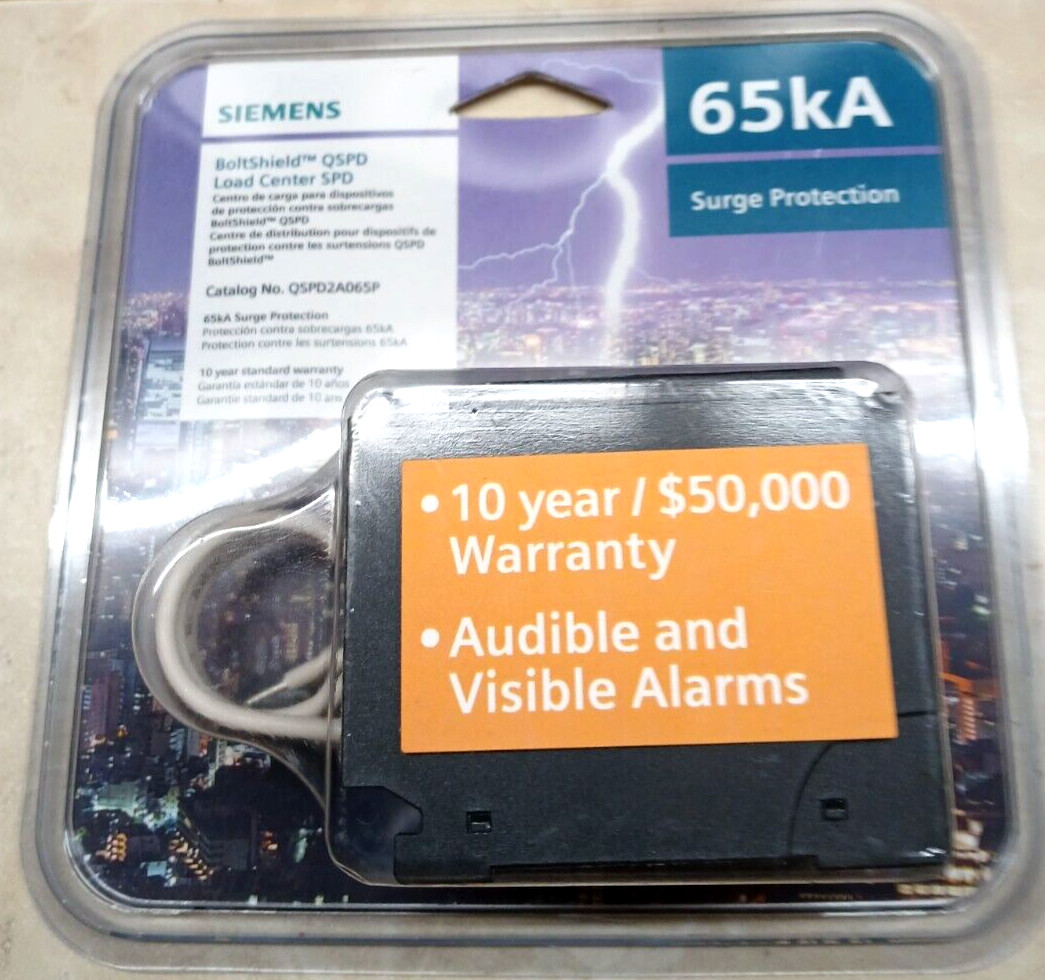 SIEMENS
BoltShield™ QSPD
Load Center SPD
Centro de carga para dispositivos
de protección contra sobrecargas
BoltShield™ QSPD
Centre de distribution pour dispositifs de
protection contre les surtensions QSPD
BoltShield™
Catalog No. QSPD2A065P
65kA Surge Protection
Protección contra sobrecargas 65kA
Protection contre les surtensions 65kA
10 year standard warranty
Garantía estándar de 10 años
Garantie standard de 10 ans
65kA
Surge Protection
• 10 year / $50,000
Warranty
• Audible and
Visible Alarms